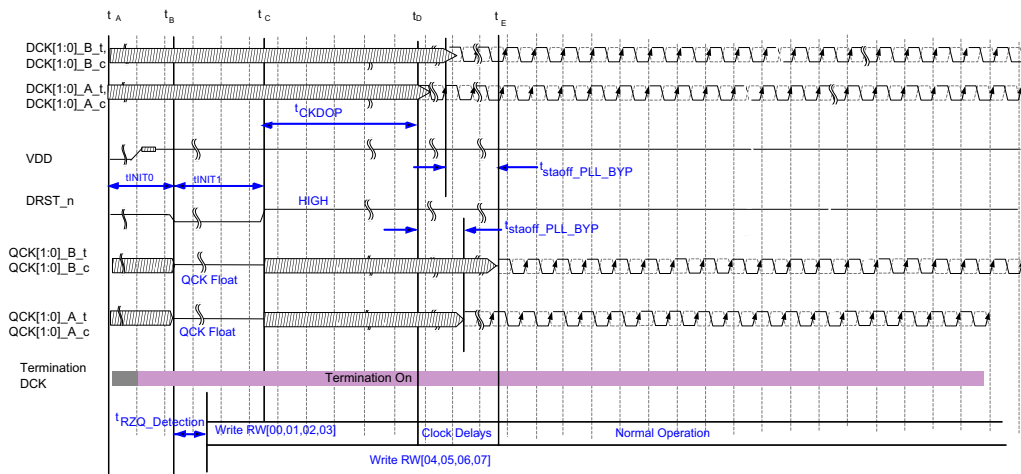 t A t B t C tD t E
DCK[1:0]_B_t,
DCK[1:0]_B_c
DCK[1:0]_A_t,
DCK[1:0]_A_c
tCKDOP
VDD
tstaoff_PLL_BYP
tINIT0 tINIT1
DRST_n
HIGH
tstaoff_PLL_BYP
QCK[1:0]_B_t
QCK[1:0]_B_c
QCK Float
QCK[1:0]_A_t
QCK[1:0]_A_c
QCK Float
Termination
DCK
Termination On
tRZQ_Detection
Write RW[00,01,02,03]
Clock Delays
Normal Operation
Write RW[04,05,06,07]